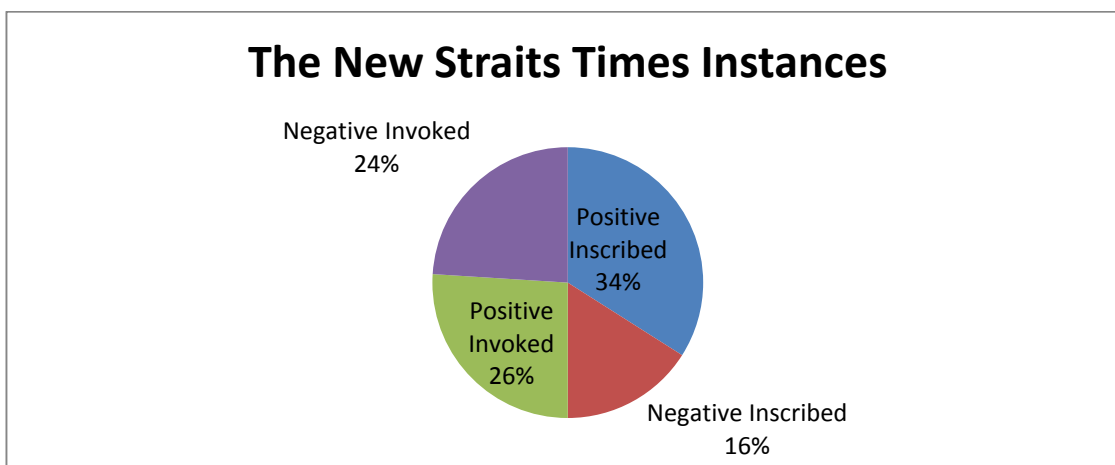 The New Straits Times Instances
Negative Invoked
24%
Positive
Inscribed
34%
Positive
Invoked
26%
Negative Inscribed
16%